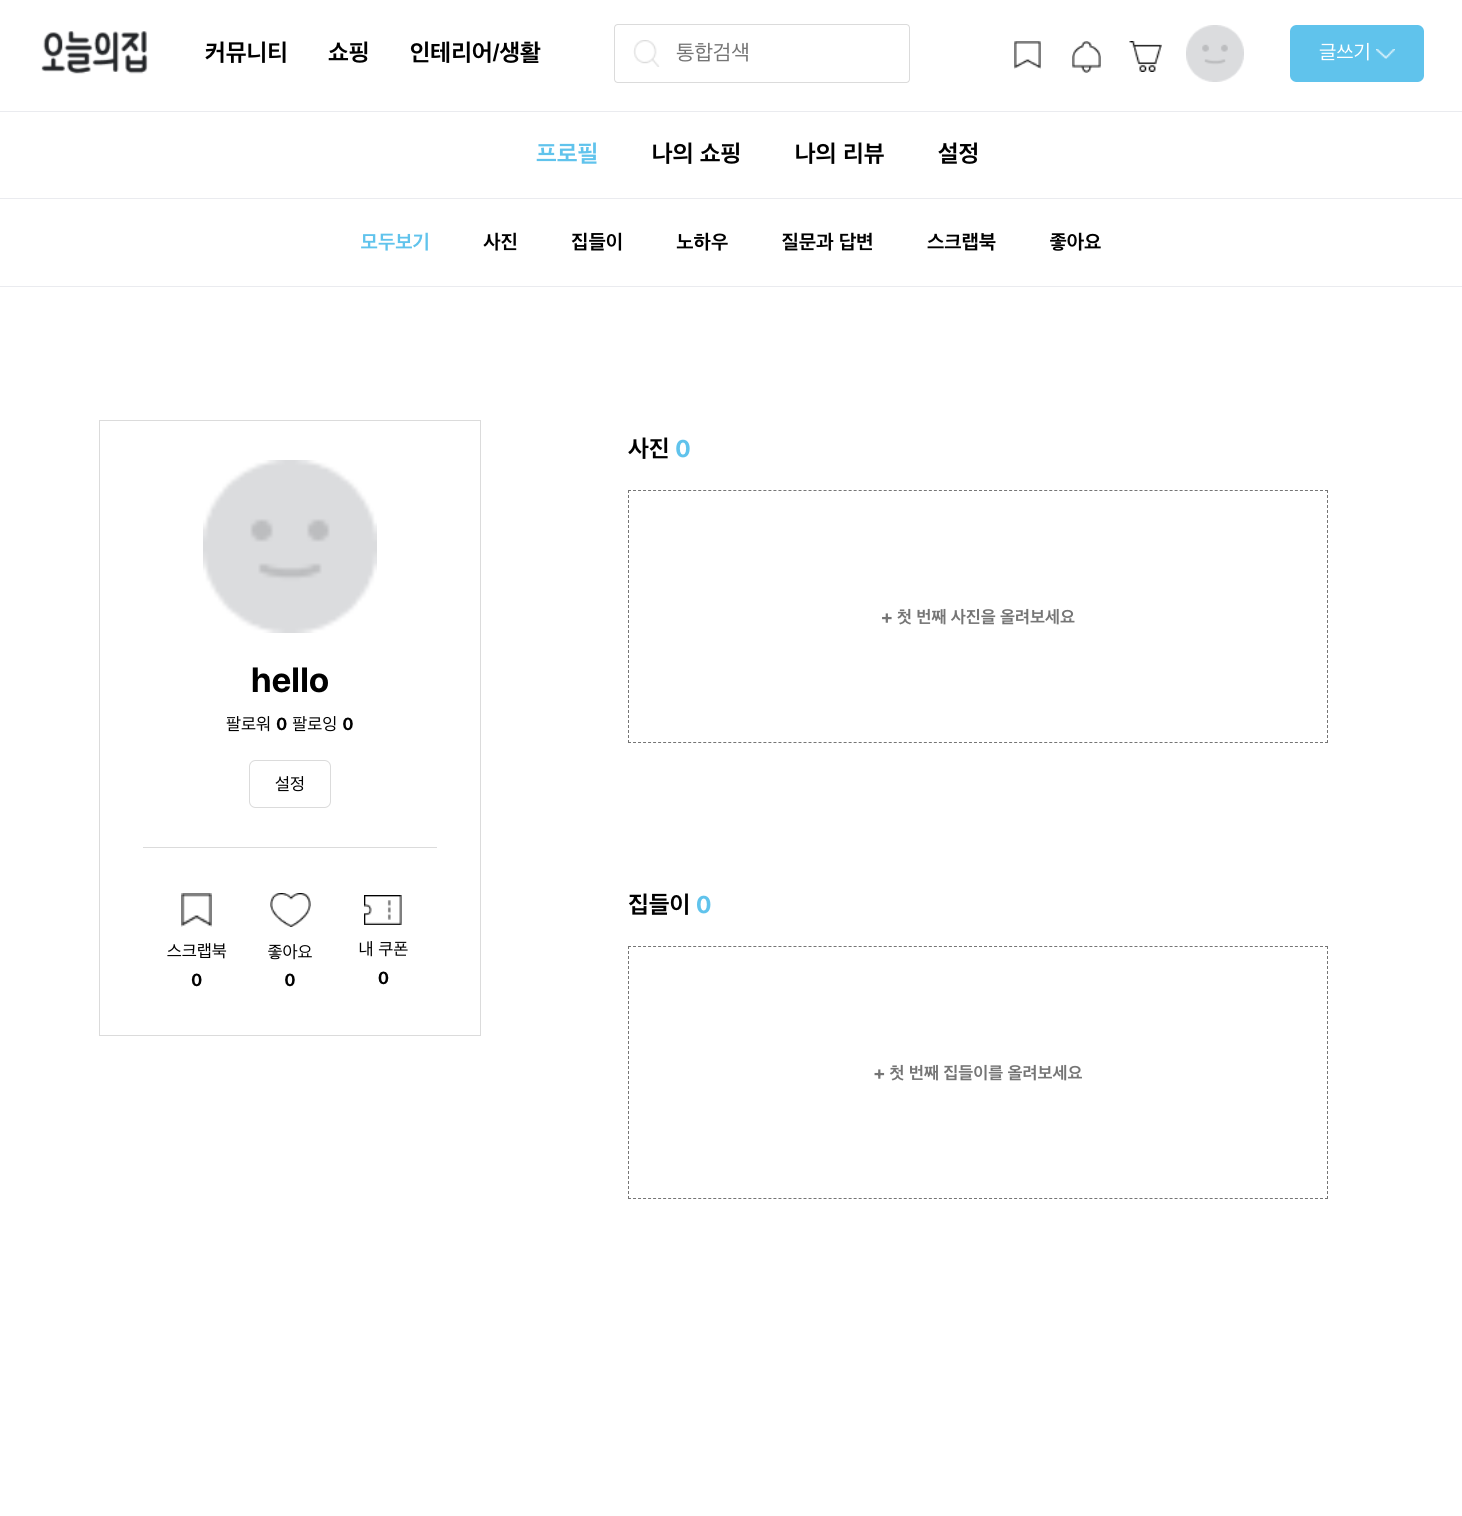 오늘의집 커뮤니티 쇼핑 인테리어/생활 통합검색 글쓰기
프로필 나의 쇼핑 나의 리뷰 설정
모두보기 사진 집들이 노하우 질문과 답변 스크랩북 좋아요
hello
팔로워 0 팔로잉 0
설정
스크랩북 좋아요 내 쿠폰
0 0 0
사진 0
+ 첫 번째 사진을 올려보세요
집들이 0
+ 첫 번째 집들이를 올려보세요